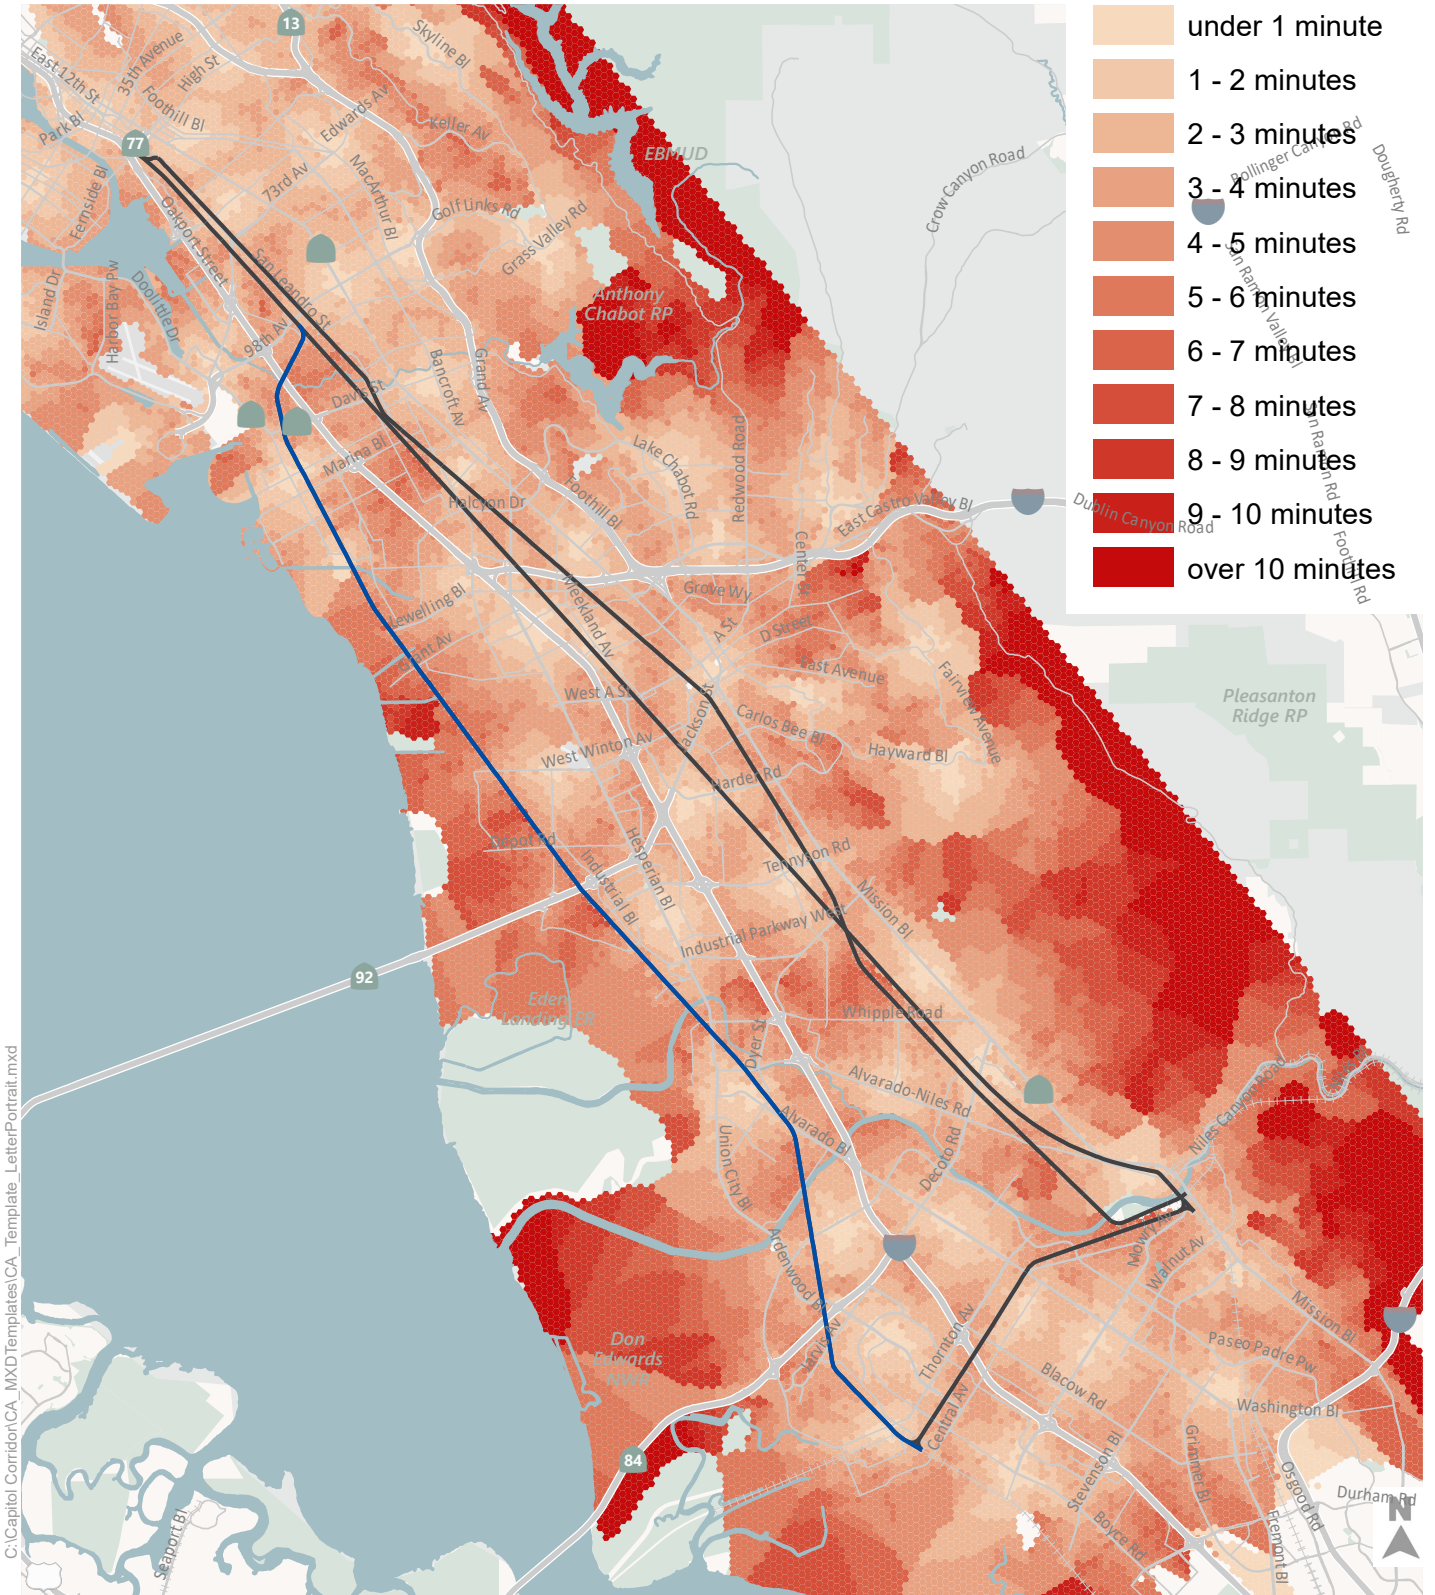 under 1 minute
1 - 2 minutes
2 - 3 minutes
3 - 4 minutes
4 - 5 minutes
5 - 6 minutes
6 - 7 minutes
7 - 8 minutes
8 - 9 minutes
9 - 10 minutes
over 10 minutes
Bollinger Canyon Rd
Dougherty Rd
San Ramon Valley Bl
San Ramon Rd
Foothill Rd
Dublin Canyon Road
13
Skyline Bl
35th Avenue
High St
East 12th St
Foothill Bl
Park Bl
77
Edwards Av
Keller Av
EBMUD
Crow Canyon Road
73rd Av
MacArthur Bl
Golf Links Rd
Grass Valley Rd
Fernside Bl
Oakport Street
San Leandro St
Island Dr
Harbor Bay Pw
Doolittle Dr
98th Av
Anthony
Chabot RP
Davis St
Bancroft Av
Grand Av
Marina Bl
Lake Chabot Rd
Redwood Road
Halcyon Dr
Foothill Bl
East Castro Valley Bl
Center St
Grove Wy
Lewelling Bl
Meekland Av
A St
D Street
Grant Av
East Avenue
Fairview Avenue
West A St
Jackson St
Carlos Bee Bl
Hayward Bl
West Winton Av
Harder Rd
Pleasanton
Ridge RP
Depot Rd
Hesperian Bl
Industrial Bl
Tennyson Rd
Mission Bl
Industrial Parkway West
92
Eden
Landing ER
Whipple Road
Dyer St
Alvarado-Niles Rd
Alvarado Bl
Niles Canyon Road
Decoto Rd
Union City Bl
Ardenwood Bl
Mowry Av
Walnut Av
Mission Bl
Don
Edwards
NWR
Jarvis Av
Thornton Av
Paseo Padre Pw
Blacow Rd
Central Av
Washington Bl
84
Stevenson Bl
Grimmer Bl
Osgood Rd
Durham Rd
Boyce Rd
Fremont Bl
Seaport Bl
N
C:\Capitol Corridor\CA_MXDTemplates\CA_Template_LetterPortrait.mxd